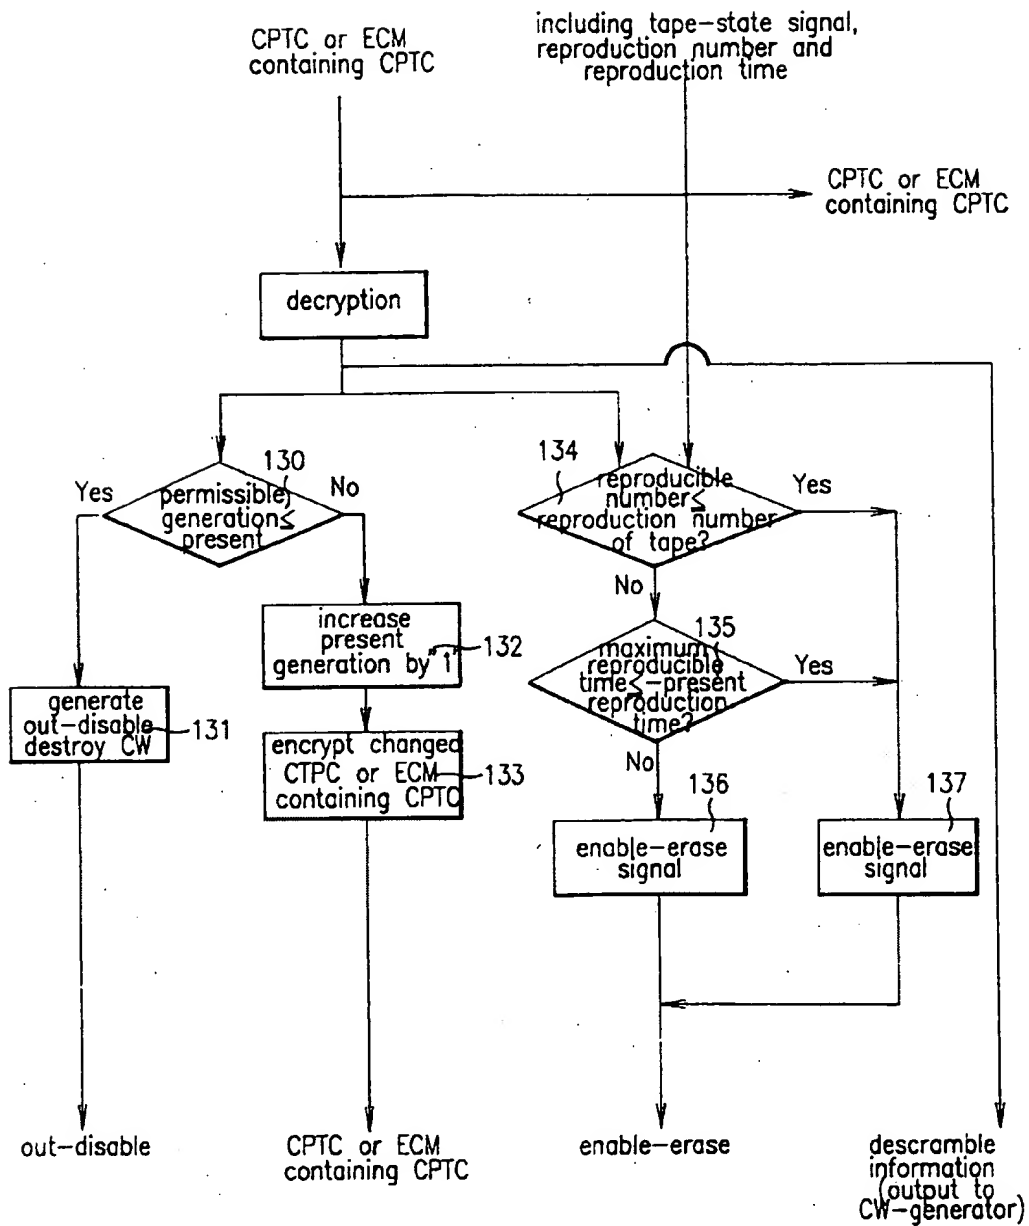 CPTC or ECM
containing CPTC
including tape-state signal,
reproduction number and
reproduction time
CPTC or ECM
containing CPTC
decryption
130
Yes
No
permissible
generation≤
present
134
reproducible
number≤
reproduction number
of tape?
Yes
No
increase
present
generation by "1"
132
135
maximum
reproducible
time≤-present
reproduction
time?
Yes
No
generate
out-disable
destroy CW
131
encrypt changed
CTPC or ECM
containing CPTC
133
136
enable-erase
signal
137
enable-erase
signal
out-disable
CPTC or ECM
containing CPTC
enable-erase
descramble
information
(output to
CW-generator)